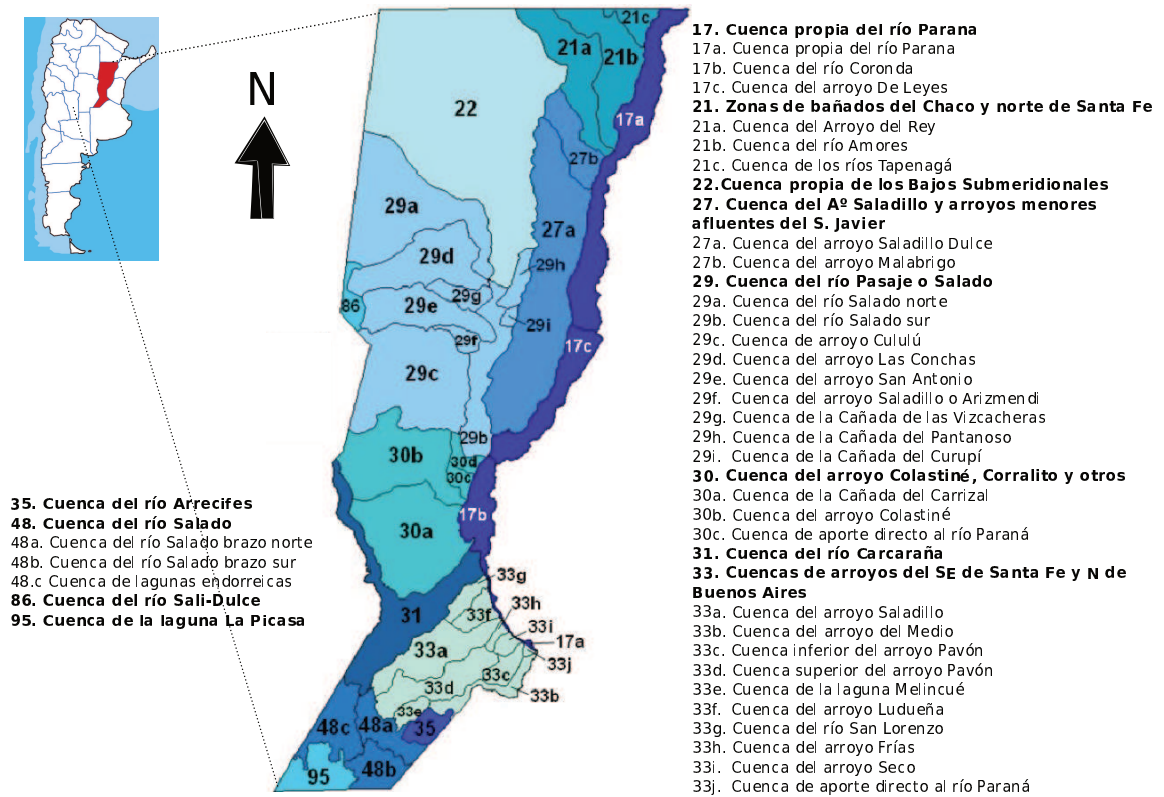 N
21c
21a
21b
22
17a
27b
29a
27a
29d
29h
29g
86
29e
29i
29f
17c
29c
29b
30b
30d
30c
17b
30a
33g
33h
31
33f
33i
17a
33a
33j
33c
33d
33b
33e
48c
48a
35
95
48b
17. Cuenca propia del río Parana
17a. Cuenca propia del río Parana
17b. Cuenca del río Coronda
17c. Cuenca del arroyo De Leyes
21. Zonas de bañados del Chaco y norte de Santa Fe
21a. Cuenca del Arroyo del Rey
21b. Cuenca del río Amores
21c. Cuenca de los ríos Tapenagá
22.Cuenca propia de los Bajos Submeridionales
27. Cuenca del Aº Saladillo y arroyos menores
afluentes del S. Javier
27a. Cuenca del arroyo Saladillo Dulce
27b. Cuenca del arroyo Malabrigo
29. Cuenca del río Pasaje o Salado
29a. Cuenca del río Salado norte
29b. Cuenca del río Salado sur
29c. Cuenca de arroyo Cululú
29d. Cuenca del arroyo Las Conchas
29e. Cuenca del arroyo San Antonio
29f. Cuenca del arroyo Saladillo o Arizmendi
29g. Cuenca de la Cañada de las Vizcacheras
29h. Cuenca de la Cañada del Pantanoso
29i. Cuenca de la Cañada del Curupí
30. Cuenca del arroyo Colastiné, Corralito y otros
30a. Cuenca de la Cañada del Carrizal
30b. Cuenca del arroyo Colastiné
30c. Cuenca de aporte directo al río Paraná
31. Cuenca del río Carcaraña
33. Cuencas de arroyos del SE de Santa Fe y N de
Buenos Aires
33a. Cuenca del arroyo Saladillo
33b. Cuenca del arroyo del Medio
33c. Cuenca inferior del arroyo Pavón
33d. Cuenca superior del arroyo Pavón
33e. Cuenca de la laguna Melincué
33f. Cuenca del arroyo Ludueña
33g. Cuenca del río San Lorenzo
33h. Cuenca del arroyo Frías
33i. Cuenca del arroyo Seco
33j. Cuenca de aporte directo al río Paraná
35. Cuenca del río Arrecifes
48. Cuenca del río Salado
48a. Cuenca del río Salado brazo norte
48b. Cuenca del río Salado brazo sur
48.c Cuenca de lagunas endorreicas
86. Cuenca del río Sali-Dulce
95. Cuenca de la laguna La Picasa